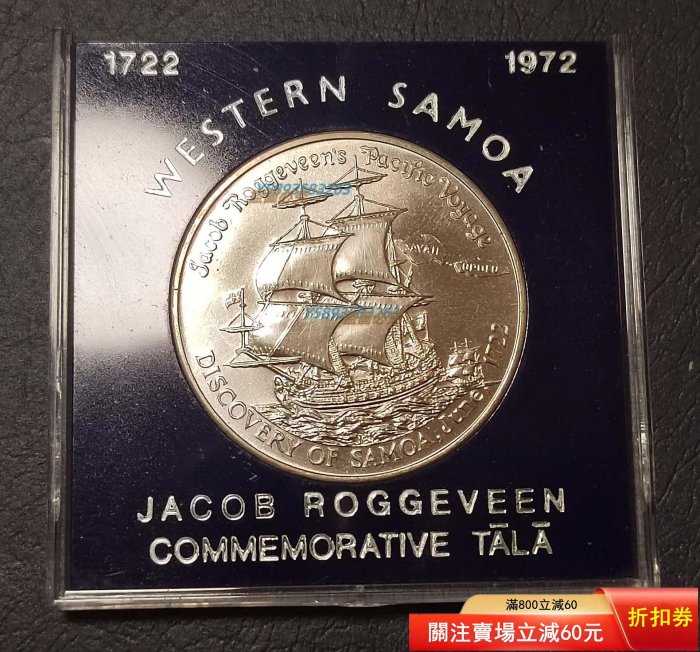 1722 1972
WESTERN SAMOA
Jacob Roggeveen's Pacific Voyage
SAVAII UPOLU
DISCOVERY OF SAMOA, June, 1722
JACOB ROGGEVEEN
COMMEMORATIVE TĀLĀ
滿800立減60
關注賣場立減60元
折扣券